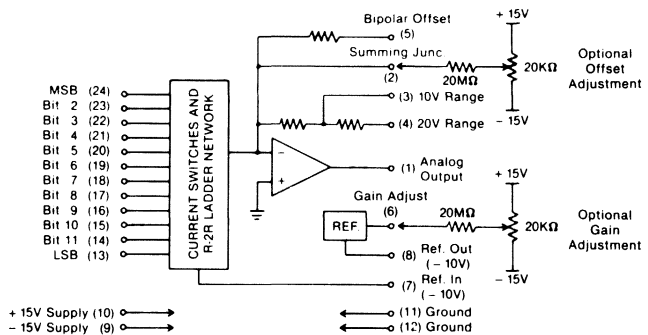 Bipolar Offset
(5)
Summing Junc
(2)
20MΩ
+ 15V
20KΩ
- 15V
Optional
Offset
Adjustment
(3) 10V Range
(4) 20V Range
MSB (24)
Bit 2 (23)
Bit 3 (22)
Bit 4 (21)
Bit 5 (20)
Bit 6 (19)
Bit 7 (18)
Bit 8 (17)
Bit 9 (16)
Bit 10 (15)
Bit 11 (14)
LSB (13)
CURRENT SWITCHES AND
R-2R LADDER NETWORK
-
+
(1) Analog
Output
Gain Adjust
(6)
20MΩ
+ 15V
20KΩ
- 15V
Optional
Gain
Adjustment
REF.
(8) Ref. Out
(- 10V)
(7) Ref. In
(- 10V)
+ 15V Supply (10)
- 15V Supply (9)
(11) Ground
(12) Ground